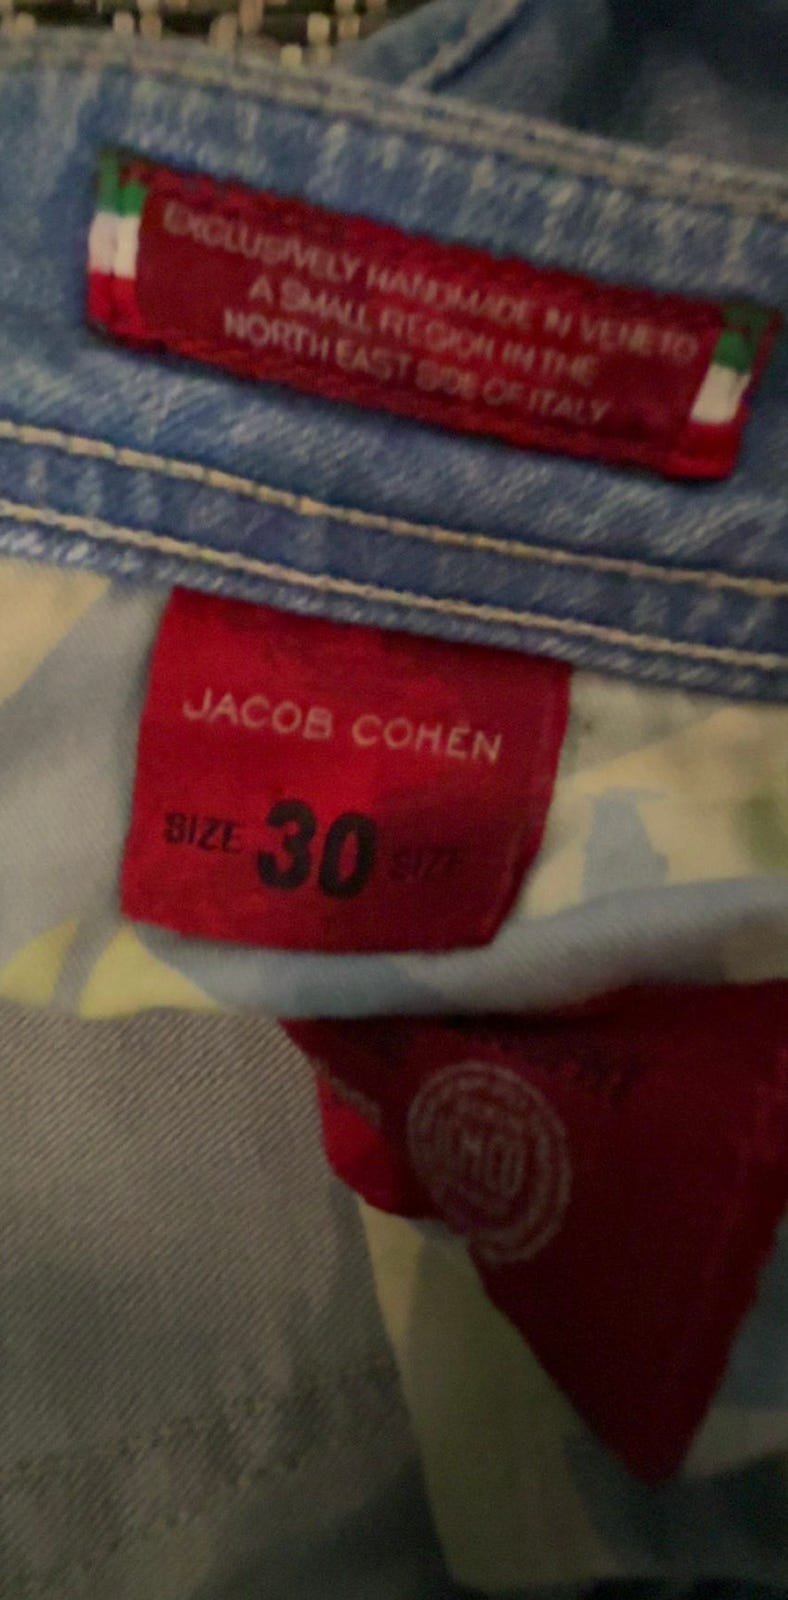 EXCLUSIVELY HANDMADE IN VENETO
A SMALL REGION IN THE
NORTH EAST SIDE OF ITALY
JACOB COHEN
SIZE 30 SIZE